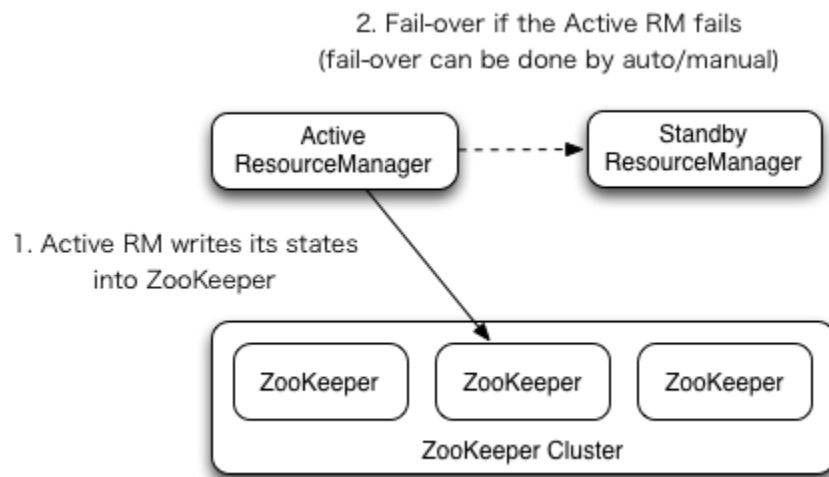 2. Fail-over if the Active RM fails
(fail-over can be done by auto/manual)
Active
ResourceManager
Standby
ResourceManager
1. Active RM writes its states
into ZooKeeper
ZooKeeper
ZooKeeper
ZooKeeper
ZooKeeper Cluster